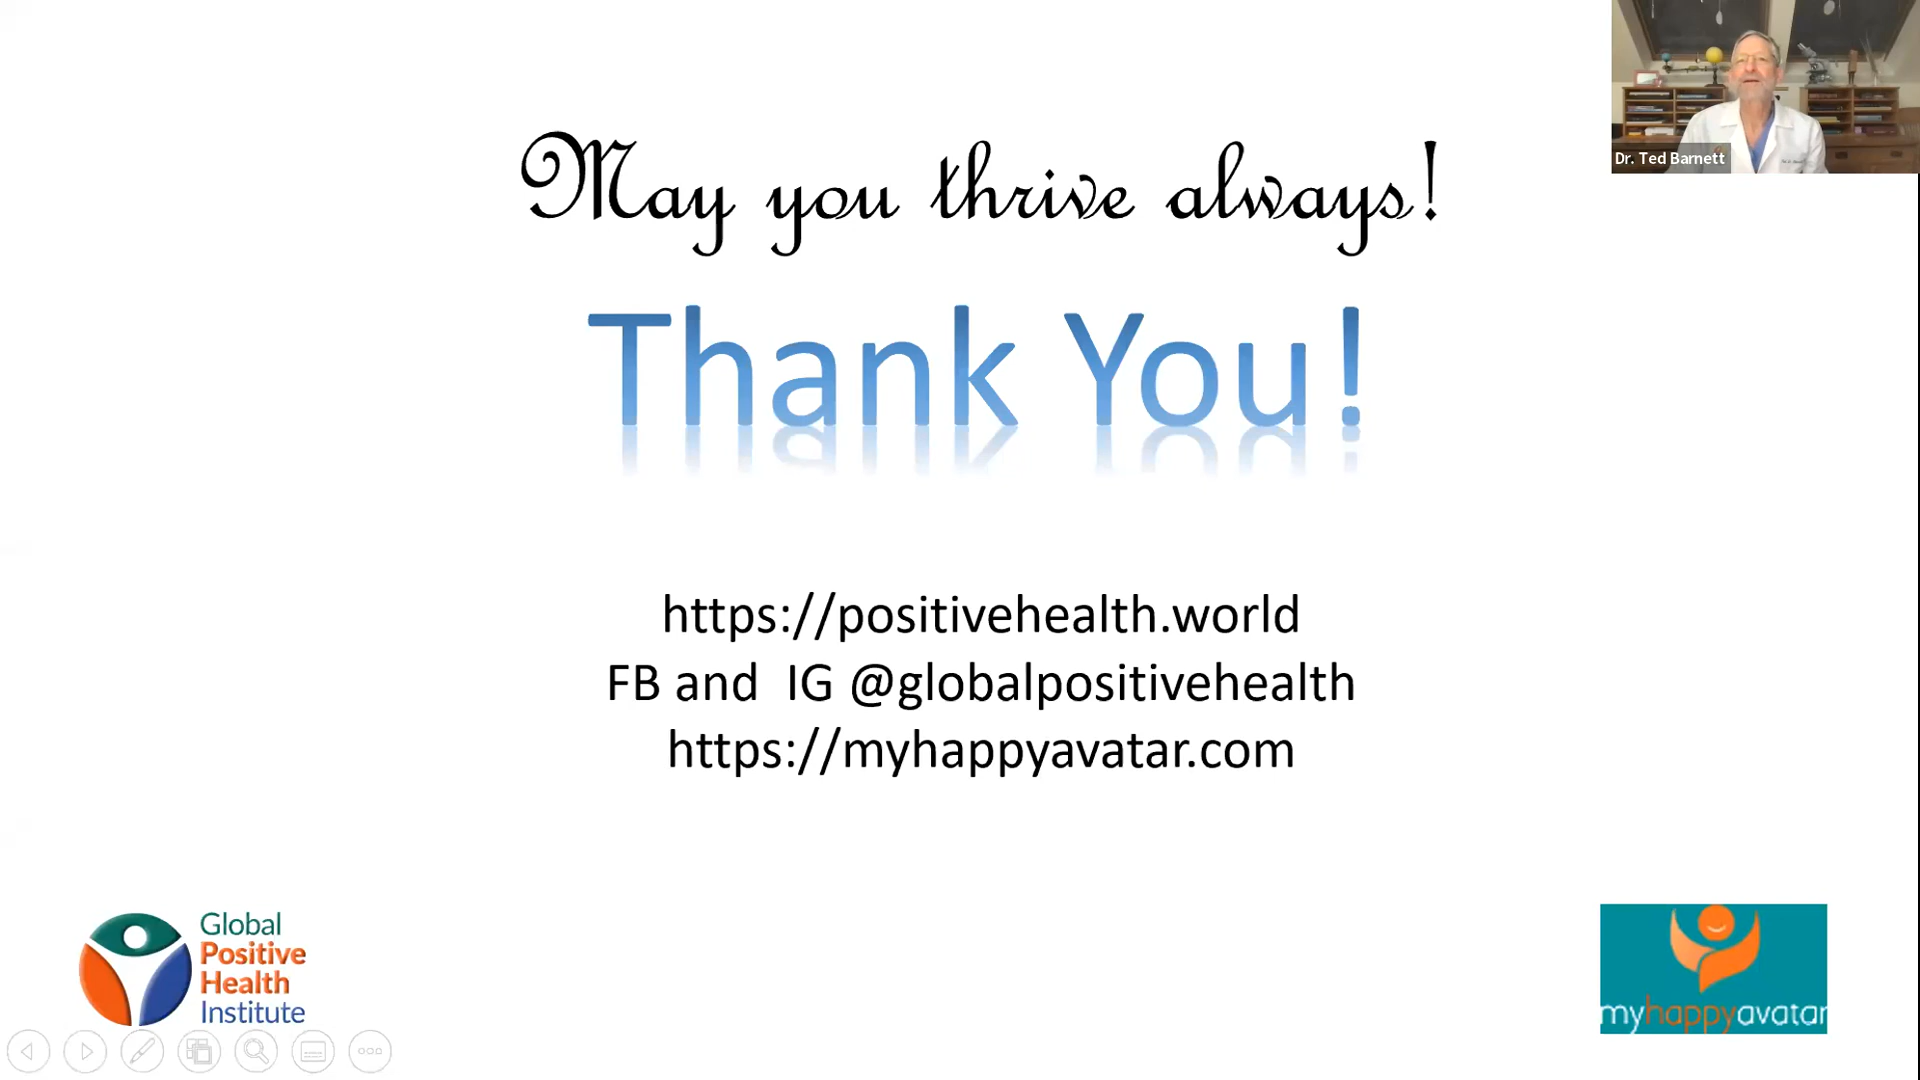 May you thrive always!
Dr. Ted Barnett
Thank You!
https://positivehealth.world
FB and  IG @globalpositivehealth
https://myhappyavatar.com
Global
Positive
Health
Institute
myhappyavatar